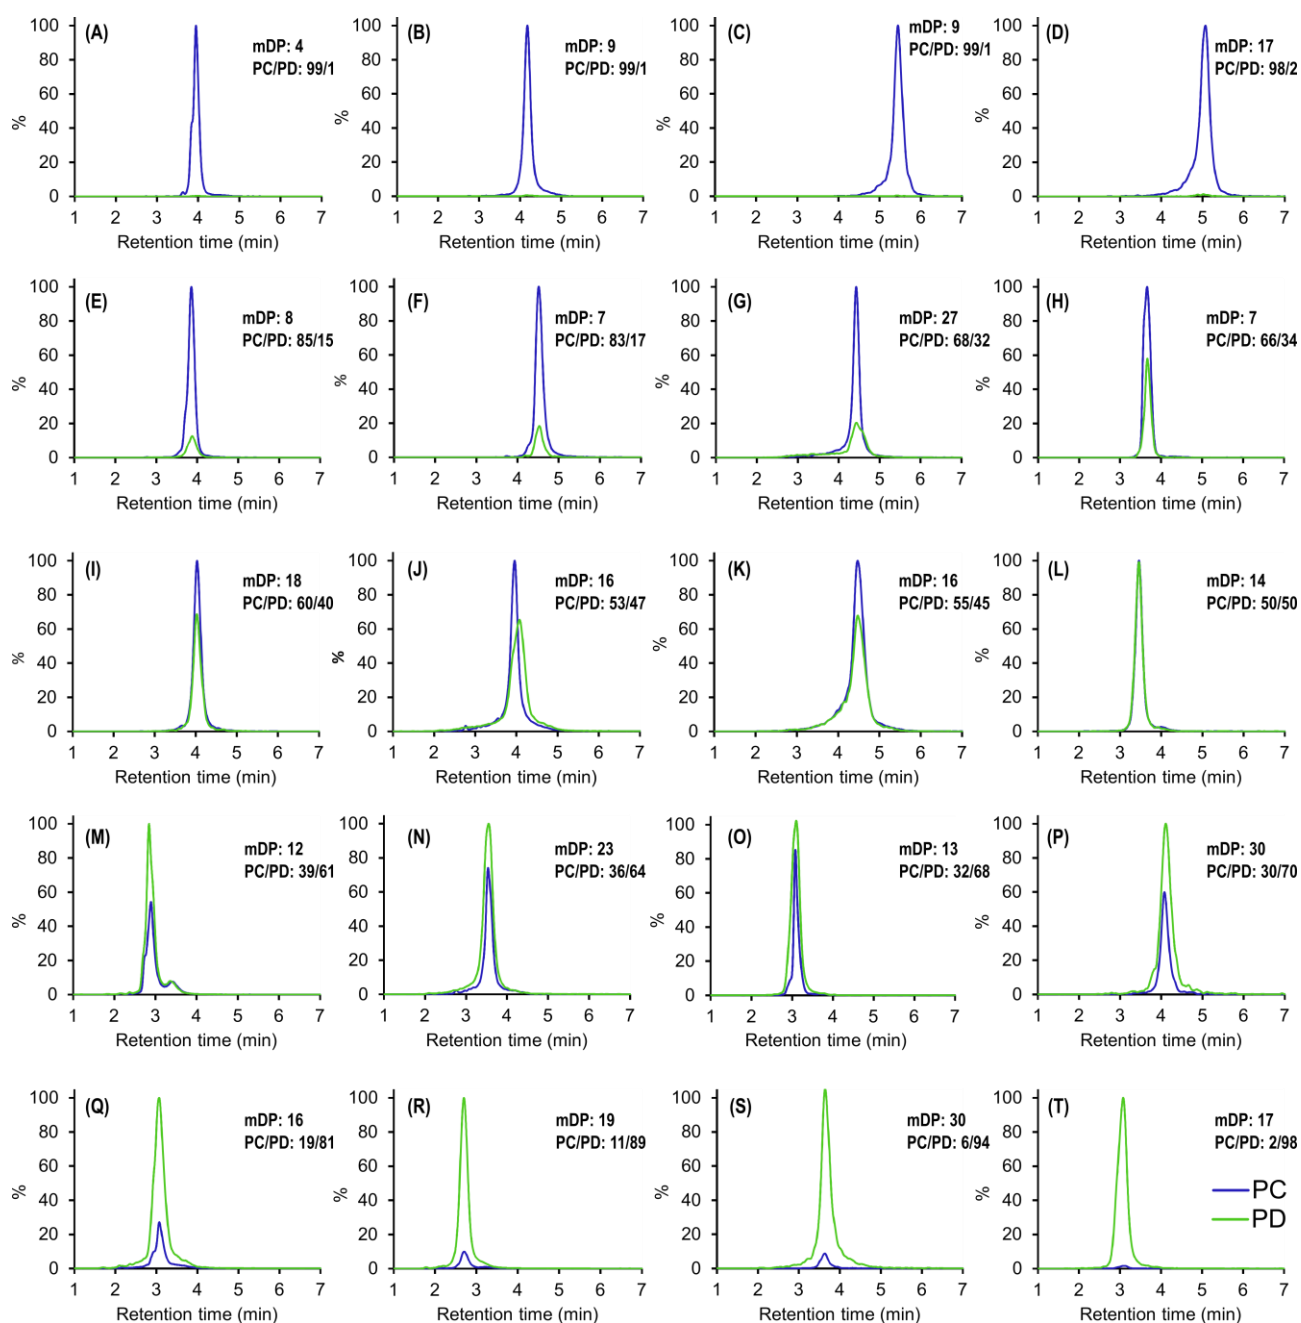 (A)
mDP: 4
PC/PD: 99/1
100
80
60
40
20
0
%
1 2 3 4 5 6 7
Retention time (min)
(B)
mDP: 9
PC/PD: 99/1
100
80
60
40
20
0
%
1 2 3 4 5 6 7
Retention time (min)
(C)
mDP: 9
PC/PD: 99/1
100
80
60
40
20
0
%
1 2 3 4 5 6 7
Retention time (min)
(D)
mDP: 17
PC/PD: 98/2
100
80
60
40
20
0
%
1 2 3 4 5 6 7
Retention time (min)
(E)
mDP: 8
PC/PD: 85/15
100
80
60
40
20
0
%
1 2 3 4 5 6 7
Retention time (min)
(F)
mDP: 7
PC/PD: 83/17
100
80
60
40
20
0
%
1 2 3 4 5 6 7
Retention time (min)
(G)
mDP: 27
PC/PD: 68/32
100
80
60
40
20
0
%
1 2 3 4 5 6 7
Retention time (min)
(H)
mDP: 7
PC/PD: 66/34
100
80
60
40
20
0
%
1 2 3 4 5 6 7
Retention time (min)
(I)
mDP: 18
PC/PD: 60/40
100
80
60
40
20
0
%
1 2 3 4 5 6 7
Retention time (min)
(J)
mDP: 16
PC/PD: 53/47
100
80
60
40
20
0
%
1 2 3 4 5 6 7
Retention time (min)
(K)
mDP: 16
PC/PD: 55/45
100
80
60
40
20
0
%
1 2 3 4 5 6 7
Retention time (min)
(L)
mDP: 14
PC/PD: 50/50
100
80
60
40
20
0
%
1 2 3 4 5 6 7
Retention time (min)
(M)
mDP: 12
PC/PD: 39/61
100
80
60
40
20
0
%
1 2 3 4 5 6 7
Retention time (min)
(N)
mDP: 23
PC/PD: 36/64
100
80
60
40
20
0
%
1 2 3 4 5 6 7
Retention time (min)
(O)
mDP: 13
PC/PD: 32/68
100
80
60
40
20
0
%
1 2 3 4 5 6 7
Retention time (min)
(P)
mDP: 30
PC/PD: 30/70
100
80
60
40
20
0
%
1 2 3 4 5 6 7
Retention time (min)
(Q)
mDP: 16
PC/PD: 19/81
100
80
60
40
20
0
%
1 2 3 4 5 6 7
Retention time (min)
(R)
mDP: 19
PC/PD: 11/89
100
80
60
40
20
0
%
1 2 3 4 5 6 7
Retention time (min)
(S)
mDP: 30
PC/PD: 6/94
100
80
60
40
20
0
%
1 2 3 4 5 6 7
Retention time (min)
(T)
mDP: 17
PC/PD: 2/98
PC
PD
100
80
60
40
20
0
%
1 2 3 4 5 6 7
Retention time (min)